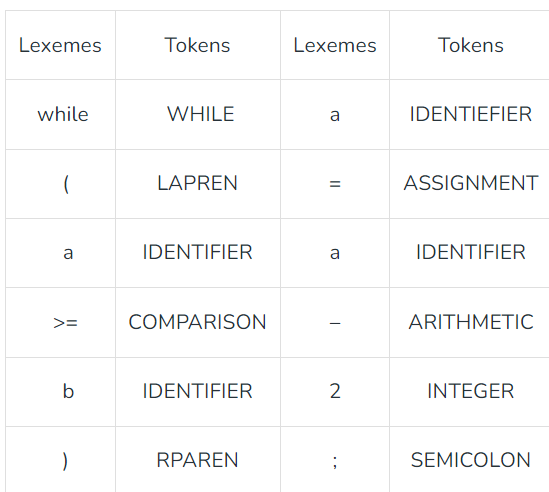 Lexemes Tokens Lexemes Tokens
while WHILE a IDENTIEFIER
( LAPREN = ASSIGNMENT
a IDENTIFIER a IDENTIFIER
>= COMPARISON – ARITHMETIC
b IDENTIFIER 2 INTEGER
) RPAREN ; SEMICOLON